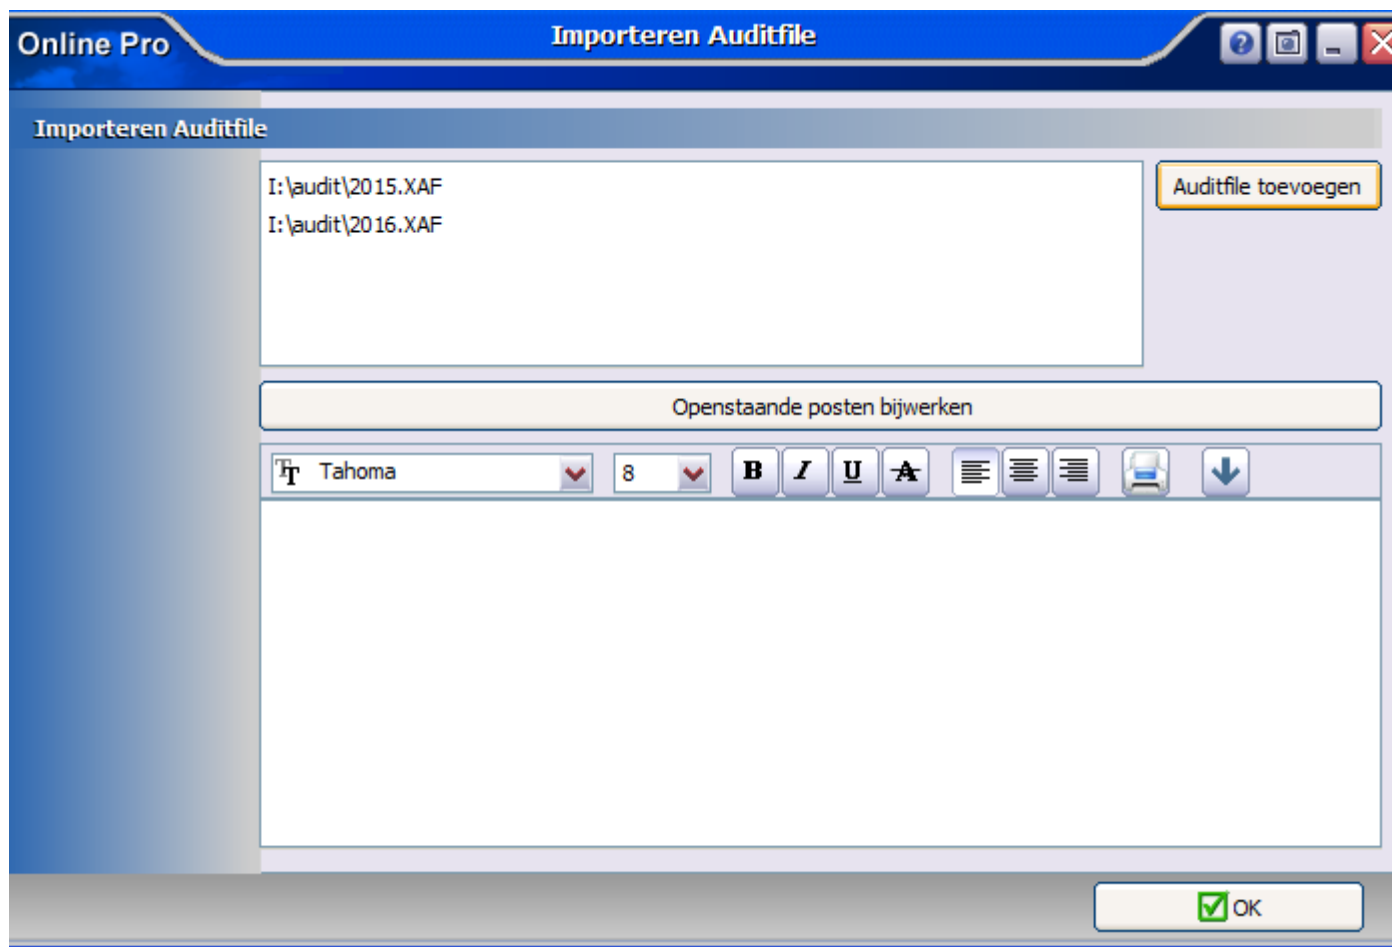 Online Pro
Importeren Auditfile
Importeren Auditfile
I:\audit\2015.XAF
Auditfile toevoegen
I:\audit\2016.XAF
Openstaande posten bijwerken
Tahoma 8 B I U A
OK